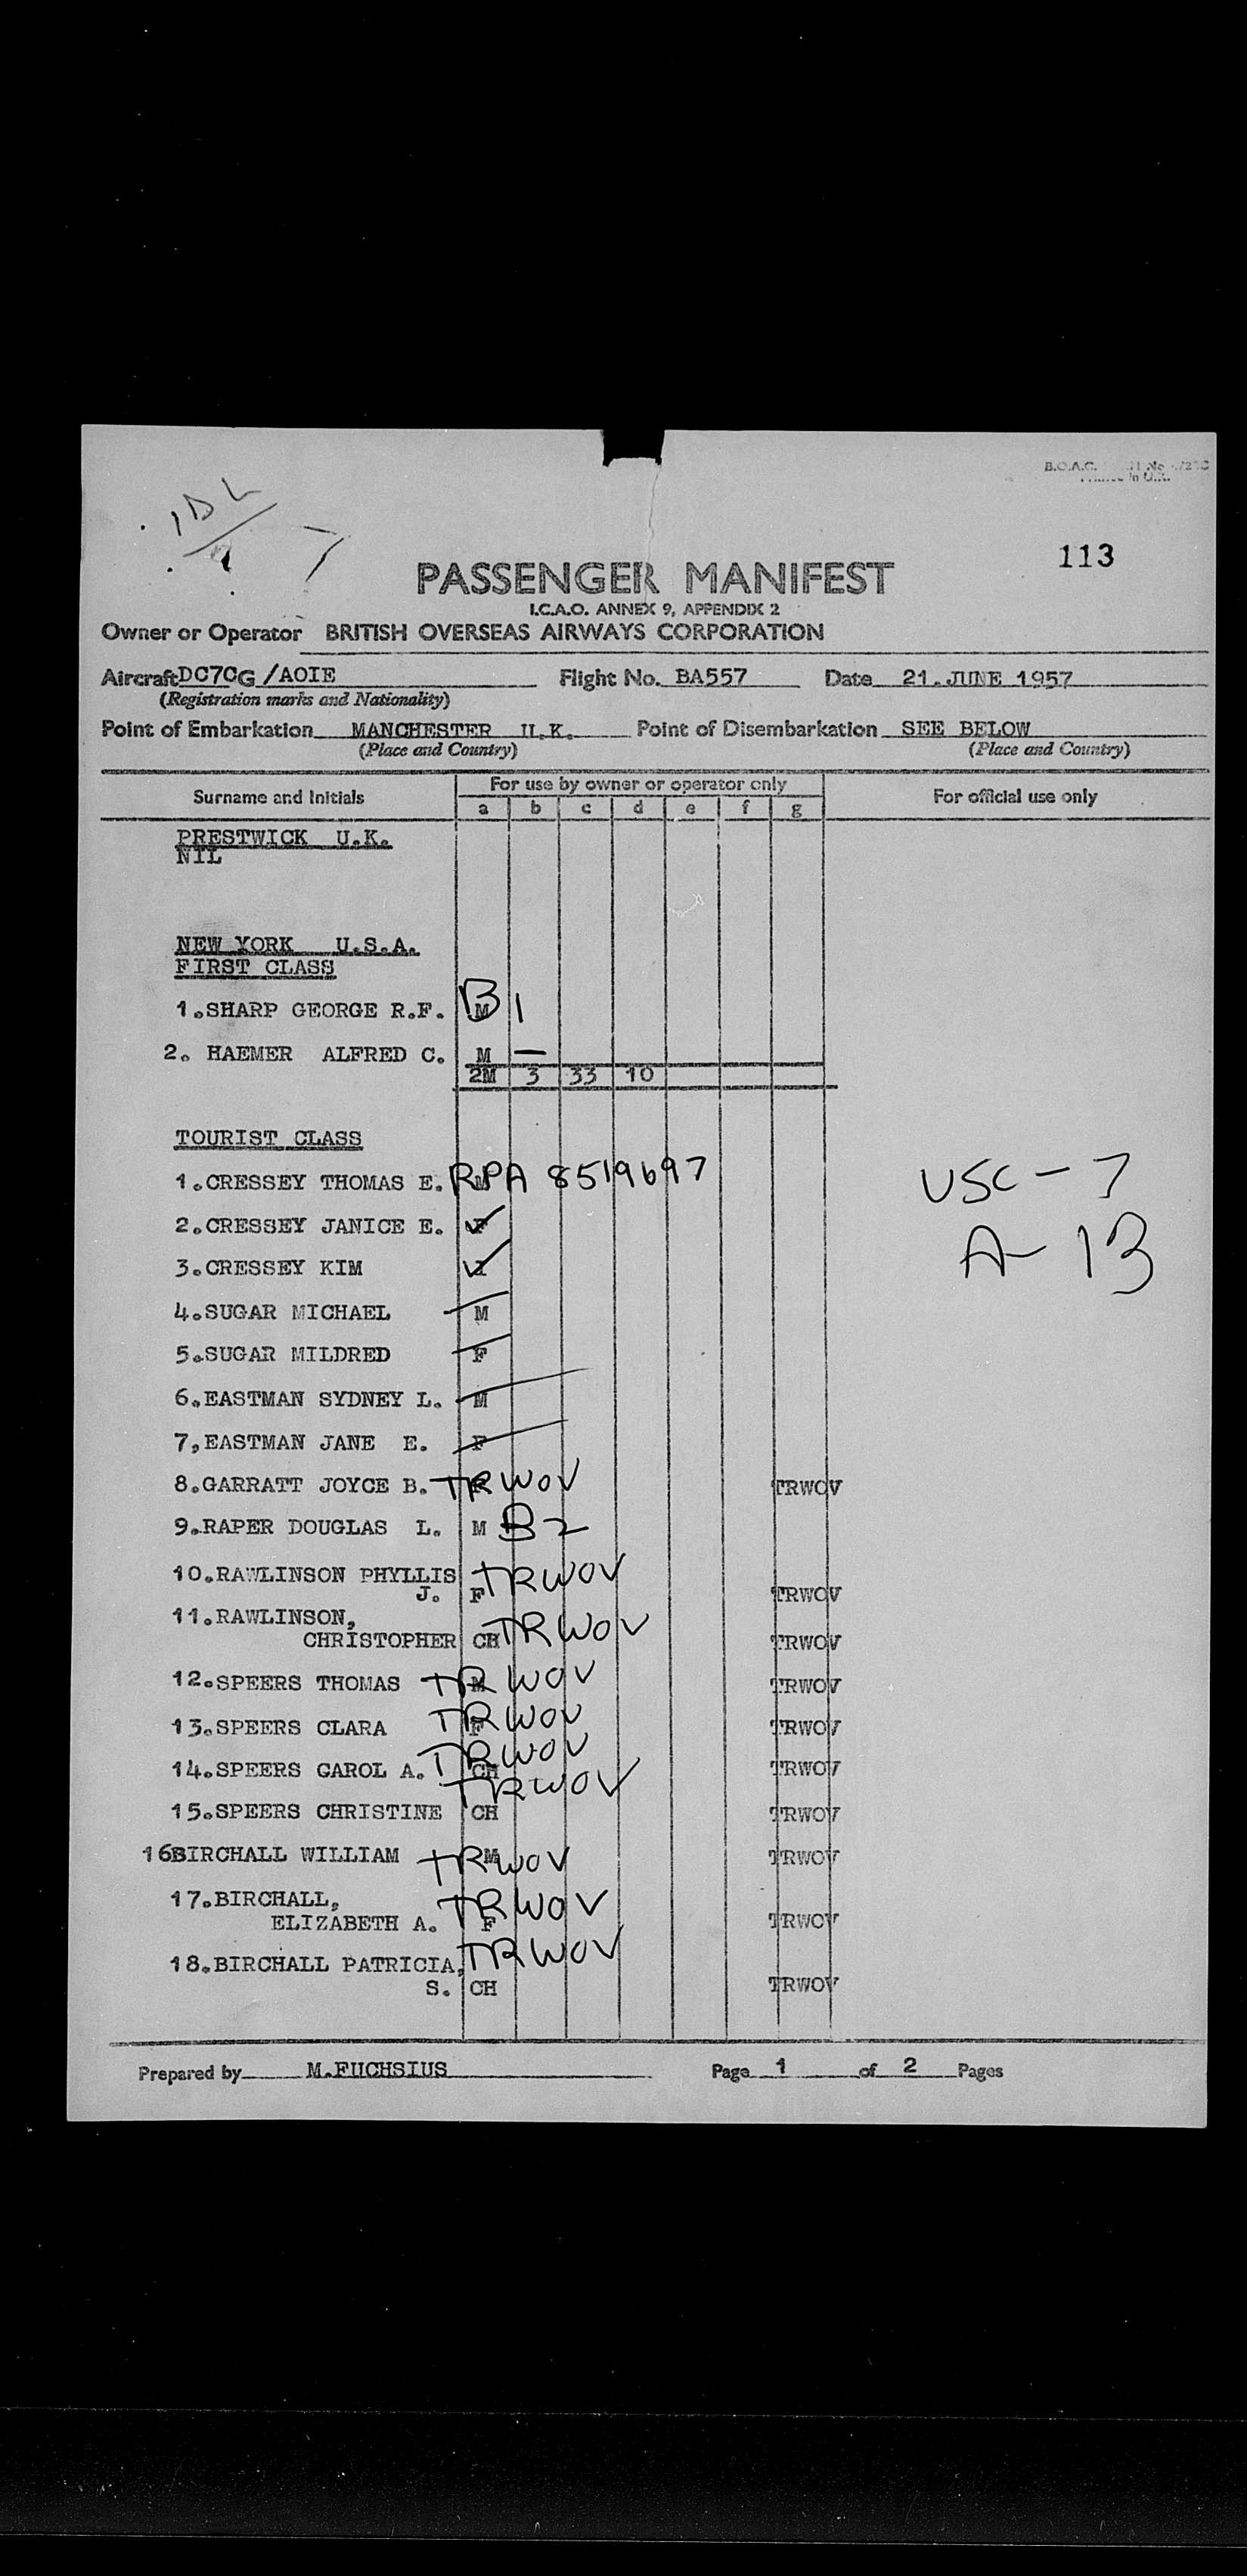 B.O.A.C.
in U.K.
113
PASSENGER MANIFEST
I.C.A.O. ANNEX 9, APPENDIX 2
Owner or Operator BRITISH OVERSEAS AIRWAYS CORPORATION
Aircraft DC7CG/AOIE Flight No. BA557 Date 21.JUNE 1957
(Registration marks and Nationality)
Point of Embarkation MANCHESTER U.K. Point of Disembarkation SEE BELOW
(Place and Country) (Place and Country)
Surname and Initials For use by owner or operator only For official use only
a b c d e f g
PRESTWICK U.K.
NIL
NEW YORK U.S.A.
FIRST CLASS
1.SHARP GEORGE R.F. M B 1
2. HAEMER ALFRED C. M —
2M 3 33 10
TOURIST CLASS
1.CRESSEY THOMAS E. M RPA 8519697 USC - 7
2.CRESSEY JANICE E. F A- 13
3.CRESSEY KIM
4.SUGAR MICHAEL M
5.SUGAR MILDRED F
6.EASTMAN SYDNEY L. M
7,EASTMAN JANE E. F
8.GARRATT JOYCE B. TRWOV TRWOV
9.RAPER DOUGLAS L. M B2
10.RAWLINSON PHYLLIS TRWOV
J. F TRWOV
11.RAWLINSON,
CHRISTOPHER CH TRWOV TRWOV
12.SPEERS THOMAS M TRWOV TRWOV
13.SPEERS CLARA F TRWOV TRWOV
14.SPEERS CAROL A. CH TRWOV TRWOV
15.SPEERS CHRISTINE CH TRWOV TRWOV
16BIRCHALL WILLIAM M TRWOV TRWOV
17.BIRCHALL, TRWOV
ELIZABETH A. F TRWOV
18.BIRCHALL PATRICIA, TRWOV
S. CH TRWOV
Prepared by M.FUCHSIUS Page 1 of 2 Pages